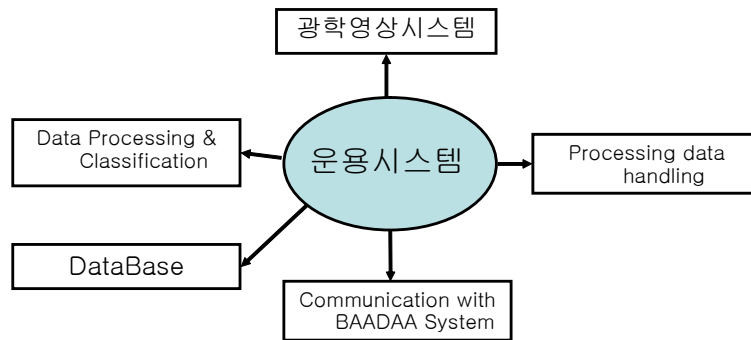 광학영상시스템
Data Processing &
Classification
운용시스템
Processing data
handling
DataBase
Communication with
BAADAA System